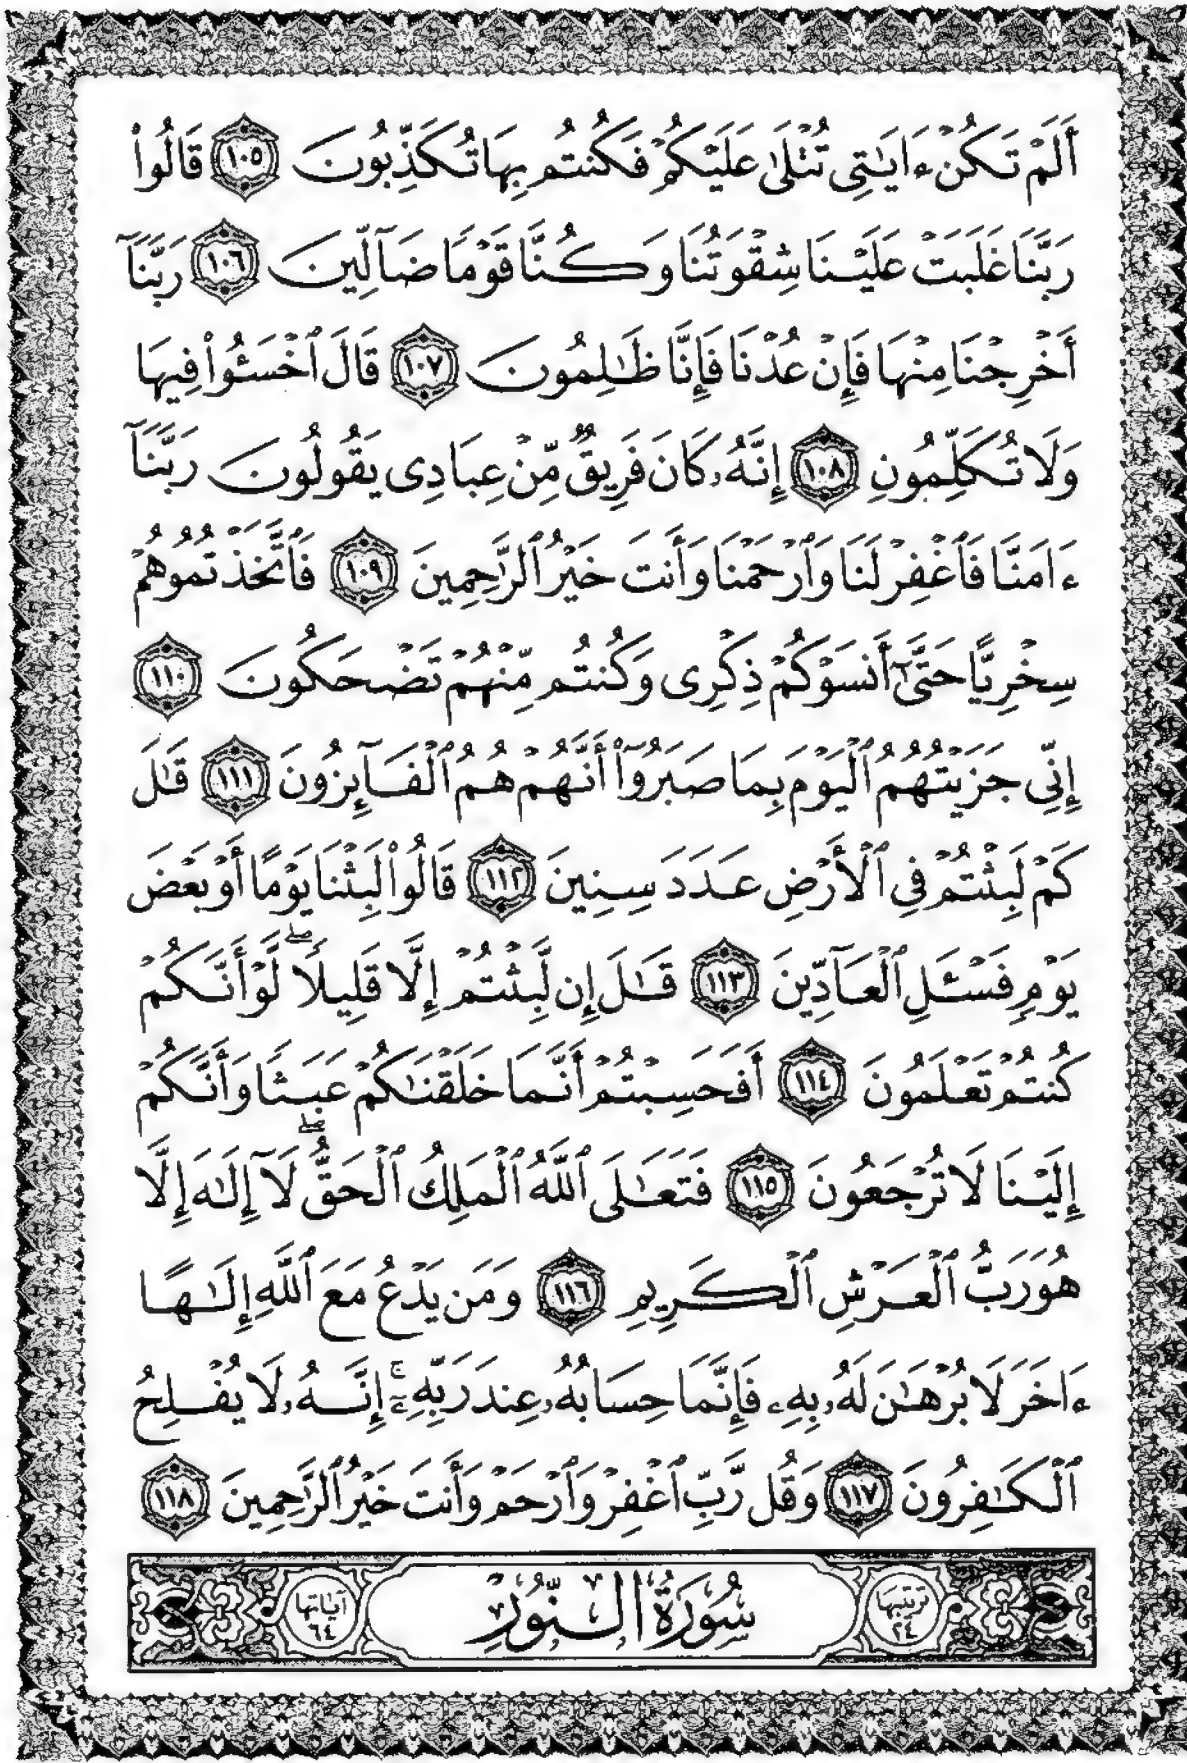 أَلَمْ تَكُنْ ءَايَـٰتِى تُتْلَىٰ عَلَيْكُمْ فَكُنتُم بِهَا تُكَذِّبُونَ ١٠٥ قَالُوا۟
رَبَّنَا غَلَبَتْ عَلَيْنَا شِقْوَتُنَا وَكُنَّا قَوْمًا ضَآلِّينَ ١٠٦ رَبَّنَآ
أَخْرِجْنَا مِنْهَا فَإِنْ عُدْنَا فَإِنَّا ظَـٰلِمُونَ ١٠٧ قَالَ ٱخْسَـُٔوا۟ فِيهَا
وَلَا تُكَلِّمُونِ ١٠٨ إِنَّهُۥ كَانَ فَرِيقٌ مِّنْ عِبَادِى يَقُولُونَ رَبَّنَآ
ءَامَنَّا فَٱغْفِرْ لَنَا وَٱرْحَمْنَا وَأَنتَ خَيْرُ ٱلرَّٰحِمِينَ ١٠٩ فَٱتَّخَذْتُمُوهُمْ
سِخْرِيًّا حَتَّىٰٓ أَنسَوْكُمْ ذِكْرِى وَكُنتُم مِّنْهُمْ تَضْحَكُونَ ١١٠
إِنِّى جَزَيْتُهُمُ ٱلْيَوْمَ بِمَا صَبَرُوٓا۟ أَنَّهُمْ هُمُ ٱلْفَآئِزُونَ ١١١ قَـٰلَ
كَمْ لَبِثْتُمْ فِى ٱلْأَرْضِ عَدَدَ سِنِينَ ١١٢ قَالُوا۟ لَبِثْنَا يَوْمًا أَوْ بَعْضَ
يَوْمٍ فَسْـَٔلِ ٱلْعَآدِّينَ ١١٣ قَـٰلَ إِن لَّبِثْتُمْ إِلَّا قَلِيلًا ۖ لَّوْ أَنَّكُمْ
كُنتُمْ تَعْلَمُونَ ١١٤ أَفَحَسِبْتُمْ أَنَّمَا خَلَقْنَـٰكُمْ عَبَثًا وَأَنَّكُمْ
إِلَيْنَا لَا تُرْجَعُونَ ١١٥ فَتَعَـٰلَى ٱللَّهُ ٱلْمَلِكُ ٱلْحَقُّ ۖ لَآ إِلَـٰهَ إِلَّا
هُوَ رَبُّ ٱلْعَرْشِ ٱلْكَرِيمِ ١١٦ وَمَن يَدْعُ مَعَ ٱللَّهِ إِلَـٰهًا
ءَاخَرَ لَا بُرْهَـٰنَ لَهُۥ بِهِۦ فَإِنَّمَا حِسَابُهُۥ عِندَ رَبِّهِۦٓ ۚ إِنَّهُۥ لَا يُفْلِحُ
ٱلْكَـٰفِرُونَ ١١٧ وَقُل رَّبِّ ٱغْفِرْ وَٱرْحَمْ وَأَنتَ خَيْرُ ٱلرَّٰحِمِينَ ١١٨
ترتيبها ٢٤ سُورَةُ النُّورِ آياتها ٦٤